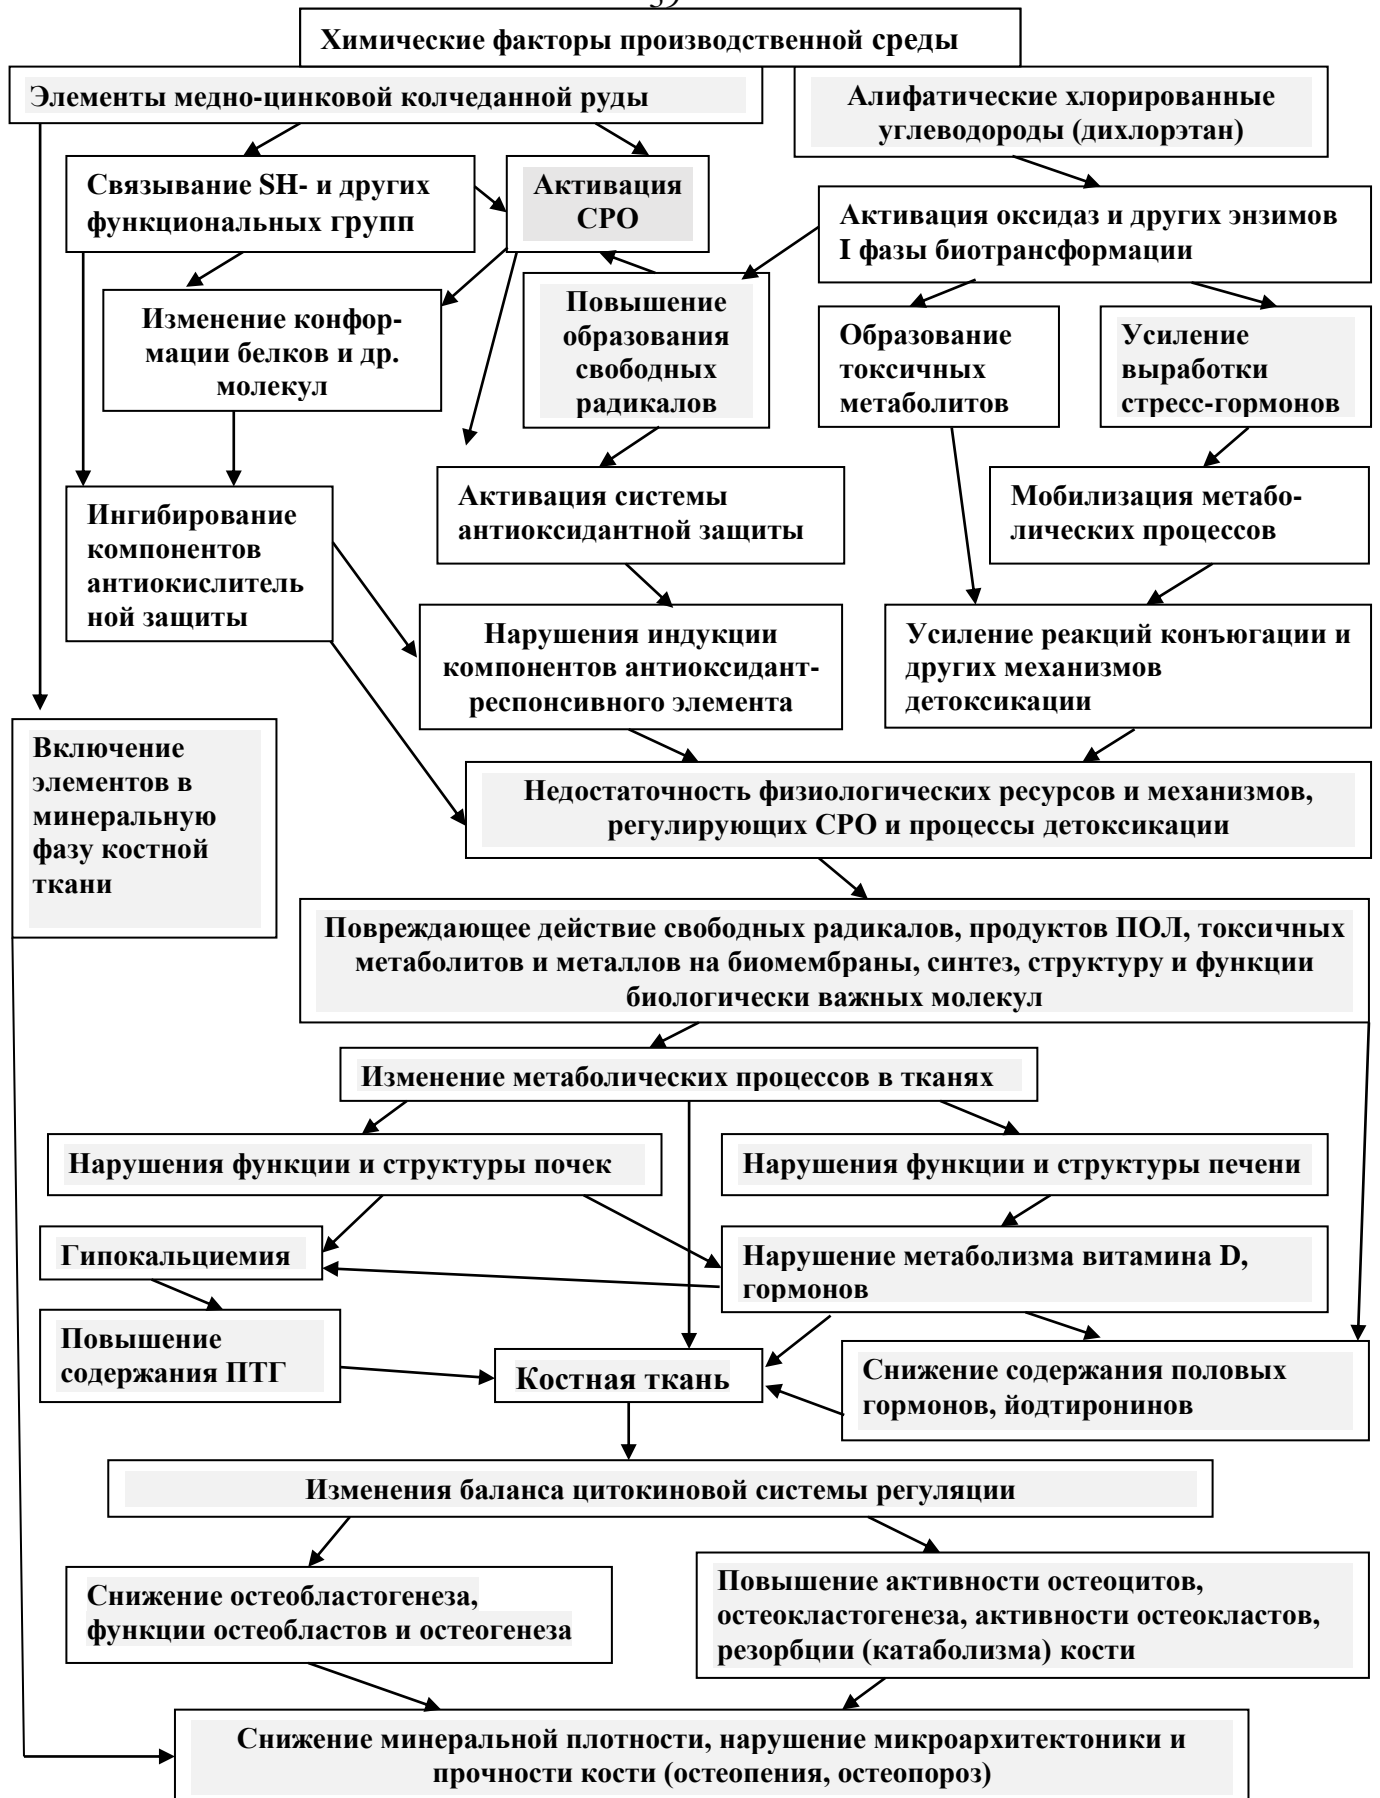 Химические факторы производственной среды
Элементы медно-цинковой колчеданной руды
Алифатические хлорированные
углеводороды (дихлорэтан)
Связывание SH- и других
функциональных групп
Активация
СРО
Активация оксидаз и других энзимов
I фазы биотрансформации
Изменение конфор-
мации белков и др.
молекул
Повышение
образования
свободных
радикалов
Образование
токсичных
метаболитов
Усиление
выработки
стресс-гормонов
Ингибирование
компонентов
антиокислитель
ной защиты
Активация системы
антиоксидантной защиты
Мобилизация метабо-
лических процессов
Нарушения индукции
компонентов антиоксидант-
респонсивного элемента
Усиление реакций конъюгации и
других механизмов
детоксикации
Включение
элементов в
минеральную
фазу костной
ткани
Недостаточность физиологических ресурсов и механизмов,
регулирующих СРО и процессы детоксикации
Повреждающее действие свободных радикалов, продуктов ПОЛ, токсичных
метаболитов и металлов на биомембраны, синтез, структуру и функции
биологически важных молекул
Изменение метаболических процессов в тканях
Нарушения функции и структуры почек
Нарушения функции и структуры печени
Гипокальциемия
Нарушение метаболизма витамина D,
гормонов
Повышение
содержания ПТГ
Костная ткань
Снижение содержания половых
гормонов, йодтиронинов
Изменения баланса цитокиновой системы регуляции
Снижение остеобластогенеза,
функции остеобластов и остеогенеза
Повышение активности остеоцитов,
остеокластогенеза, активности остеокластов,
резорбции (катаболизма) кости
Снижение минеральной плотности, нарушение микроархитектоники и
прочности кости (остеопения, остеопороз)